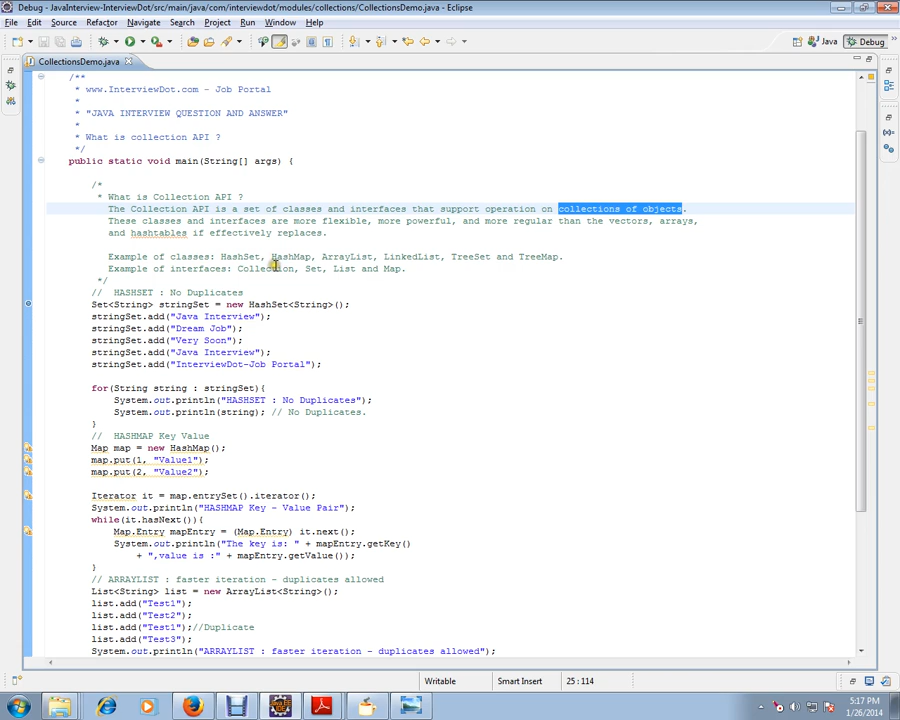 Debug - JavaInterview-InterviewDot/src/main/java/com/interviewdot/modules/collections/CollectionsDemo.java - Eclipse
File Edit Source Refactor Navigate Search Project Run Window Help
Java Debug
CollectionsDemo.java
/**
* www.InterviewDot.com - Job Portal
*
* "JAVA INTERVIEW QUESTION AND ANSWER"
*
* What is collection API ?
*/
public static void main(String[] args) {
/*
* What is Collection API ?
The Collection API is a set of classes and interfaces that support operation on collections of objects.
These classes and interfaces are more flexible, more powerful, and more regular than the vectors, arrays,
and hashtables if effectively replaces.
Example of classes: HashSet, HashMap, ArrayList, LinkedList, TreeSet and TreeMap.
Example of interfaces: Collection, Set, List and Map.
*/
// HASHSET : No Duplicates
Set<String> stringSet = new HashSet<String>();
stringSet.add("Java Interview");
stringSet.add("Dream Job");
stringSet.add("Very Soon");
stringSet.add("Java Interview");
stringSet.add("InterviewDot-Job Portal");
for(String string : stringSet){
System.out.println("HASHSET : No Duplicates");
System.out.println(string); // No Duplicates.
}
// HASHMAP Key Value
Map map = new HashMap();
map.put(1, "Value1");
map.put(2, "Value2");
Iterator it = map.entrySet().iterator();
System.out.println("HASHMAP Key - Value Pair");
while(it.hasNext()){
Map.Entry mapEntry = (Map.Entry) it.next();
System.out.println("The key is: " + mapEntry.getKey()
+ ",value is :" + mapEntry.getValue());
}
// ARRAYLIST : faster iteration - duplicates allowed
List<String> list = new ArrayList<String>();
list.add("Test1");
list.add("Test2");
list.add("Test1");//Duplicate
list.add("Test3");
System.out.println("ARRAYLIST : faster iteration - duplicates allowed");
Writable Smart Insert 25 : 114
5:17 PM
1/26/2014